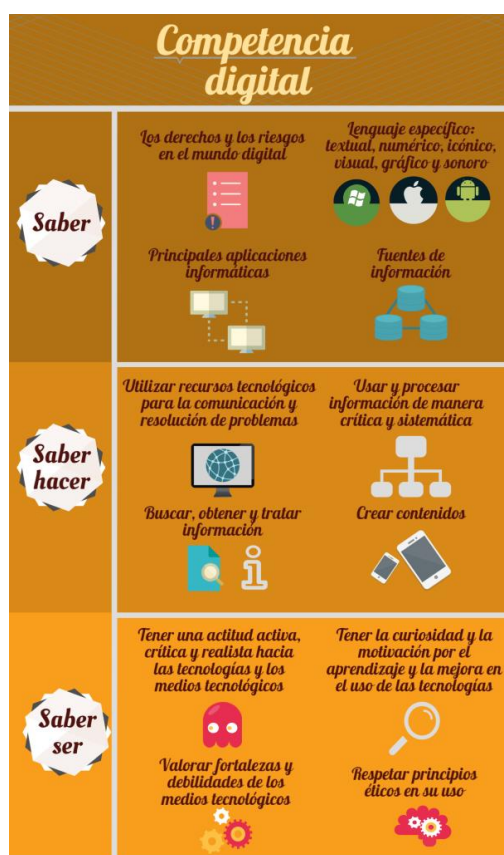 Competencia
digital
Saber
Los derechos y los riesgos
en el mundo digital
Lenguaje específico:
textual, numérico, icónico,
visual, gráfico y sonoro
Principales aplicaciones
informáticas
Fuentes de
información
Saber
hacer
Utilizar recursos tecnológicos
para la comunicación y
resolución de problemas
Usar y procesar
información de manera
crítica y sistemática
Buscar, obtener y tratar
información
Crear contenidos
Saber
ser
Tener una actitud activa,
crítica y realista hacia
las tecnologías y los
medios tecnológicos
Tener la curiosidad y la
motivación por el
aprendizaje y la mejora en
el uso de las tecnologías
Valorar fortalezas y
debilidades de los
medios tecnológicos
Respetar principios
éticos en su uso